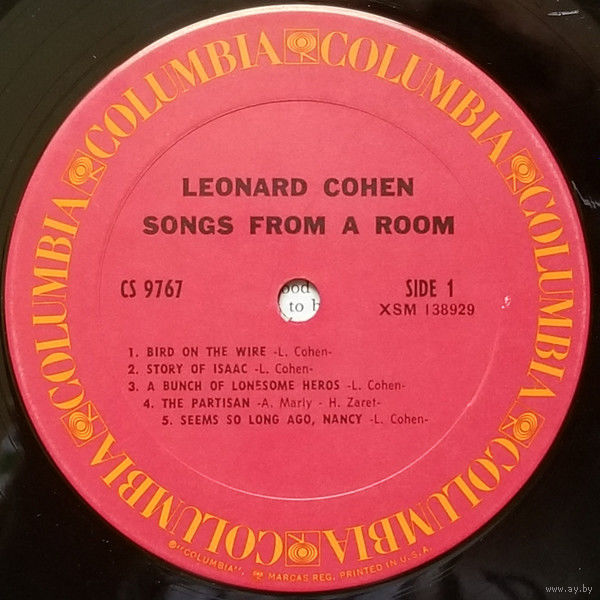 COLUMBIA COLUMBIA COLUMBIA COLUMBIA COLUMBIA COLUMBIA COLUMBIA COLUMBIA
LEONARD COHEN
SONGS FROM A ROOM
CS 9767
SIDE 1
XSM 138929
to
1. BIRD ON THE WIRE -L. Cohen-
2. STORY OF ISAAC -L. Cohen-
3. A BUNCH OF LONESOME HEROS -L. Cohen-
4. THE PARTISAN -A. Marly - H. Zaret-
5. SEEMS SO LONG AGO, NANCY -L. Cohen-
®"COLUMBIA", MARCAS REG. PRINTED IN U.S.A.
www.ay.by